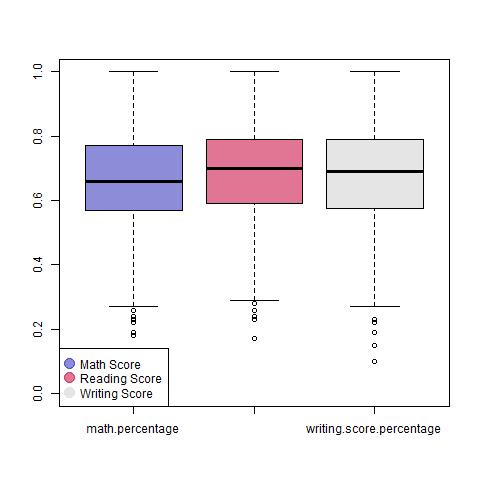 1.0
0.8
0.6
0.4
0.2
0.0
Math Score
Reading Score
Writing Score
math.percentage
writing.score.percentage